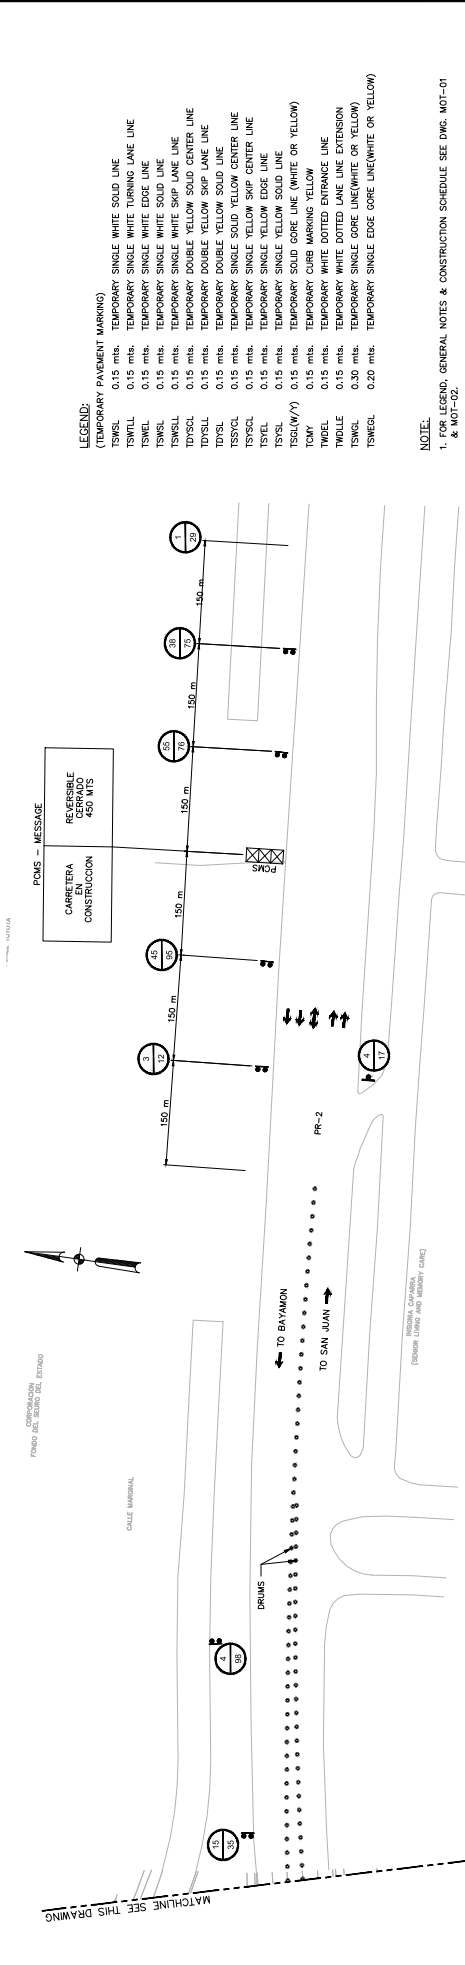 LEGEND:
(TEMPORARY PAVEMENT MARKING)
TSWSL 0.15 mts. TEMPORARY SINGLE WHITE SOLID LINE
TSWTLL 0.15 mts. TEMPORARY SINGLE WHITE TURNING LANE LINE
TSWEL 0.15 mts. TEMPORARY SINGLE WHITE EDGE LINE
TSWSL 0.15 mts. TEMPORARY SINGLE WHITE SOLID LINE
TSWSLL 0.15 mts. TEMPORARY SINGLE WHITE SKIP LANE LINE
TDYSCL 0.15 mts. TEMPORARY DOUBLE YELLOW SOLID CENTER LINE
TDYSLL 0.15 mts. TEMPORARY DOUBLE YELLOW SKIP LANE LINE
TDYSL 0.15 mts. TEMPORARY DOUBLE YELLOW SOLID LINE
TSSYCL 0.15 mts. TEMPORARY SINGLE SOLID YELLOW CENTER LINE
TSYSCL 0.15 mts. TEMPORARY SINGLE YELLOW SKIP CENTER LINE
TSYEL 0.15 mts. TEMPORARY SINGLE YELLOW EDGE LINE
TSYSL 0.15 mts. TEMPORARY SINGLE YELLOW SOLID LINE
TSGL(W/Y) 0.15 mts. TEMPORARY SOLID GORE LINE (WHITE OR YELLOW)
TCMY 0.15 mts. TEMPORARY CURB MARKING YELLOW
TWDEL 0.15 mts. TEMPORARY WHITE DOTTED ENTRANCE LINE
TWDLLE 0.15 mts. TEMPORARY WHITE DOTTED LANE LINE EXTENSION
TSWGL 0.30 mts. TEMPORARY SINGLE GORE LINE(WHITE OR YELLOW)
TSWEGL 0.20 mts. TEMPORARY SINGLE EDGE GORE LINE(WHITE OR YELLOW)
NOTE:
1. FOR LEGEND, GENERAL NOTES & CONSTRUCTION SCHEDULE SEE DWG. MOT-01
& MOT-02.
PCMS - MESSAGE
CARRETERA
EN
CONSTRUCCION
REVERSIBLE
CERRADO
450 MTS
1
29
150 m
38
75
150 m
55
76
150 m
PCMS
150 m
45
95
150 m
3
12
150 m
4
17
PR-2
TO BAYAMON
TO SAN JUAN
INSIGNIA CAPARRA
(SENIOR LIVING AND MEMORY CARE)
CORPORACION
FONDO DEL SEURO DEL ESTADO
CALLE MARGINAL
DRUMS
4
98
15
35
MATCHLINE SEE THIS DRAWING